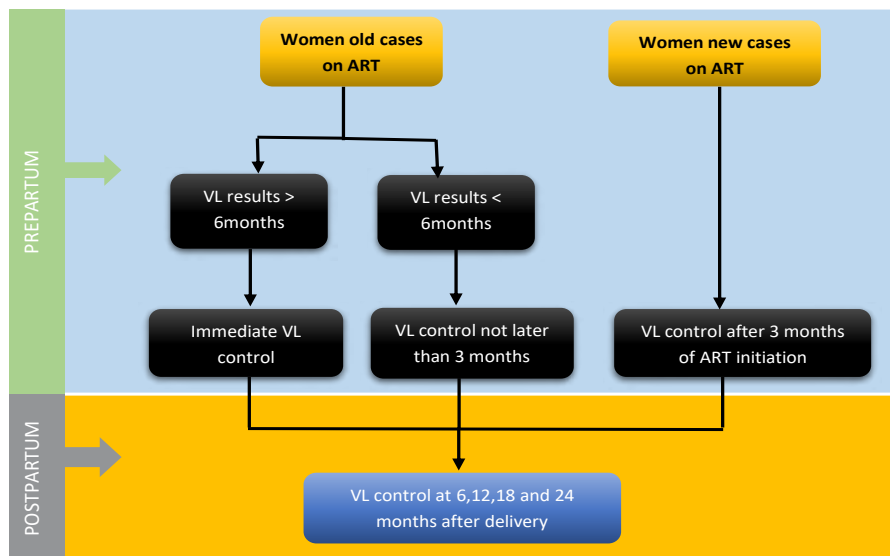 PREPARTUM
Women old cases
on ART
Women new cases
on ART
VL results >
6months
VL results <
6months
Immediate VL
control
VL control not later
than 3 months
VL control after 3 months
of ART initiation
POSTPARTUM
VL control at 6,12,18 and 24
months after delivery